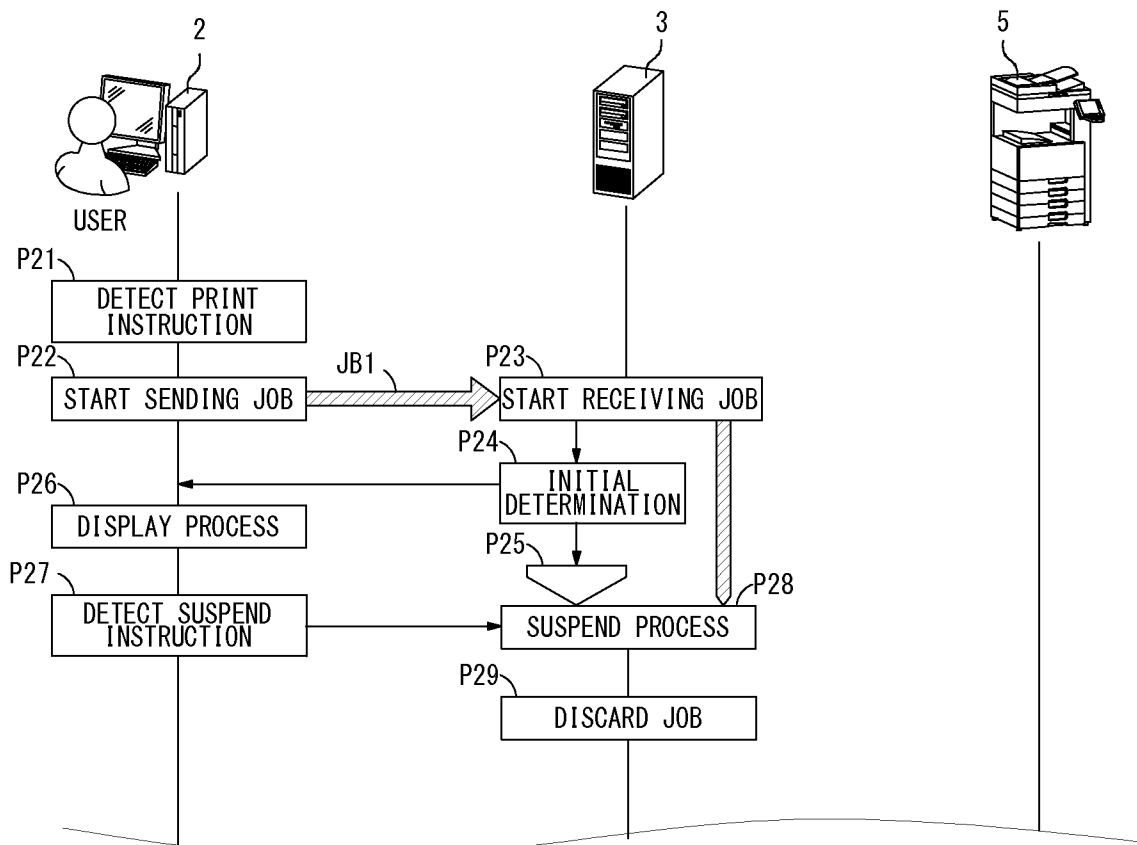 2
3
5
USER
P21
DETECT PRINT
INSTRUCTION
P22
START SENDING JOB
JB1
P23
START RECEIVING JOB
P24
INITIAL
DETERMINATION
P26
DISPLAY PROCESS
P25
P27
DETECT SUSPEND
INSTRUCTION
P28
SUSPEND PROCESS
P29
DISCARD JOB